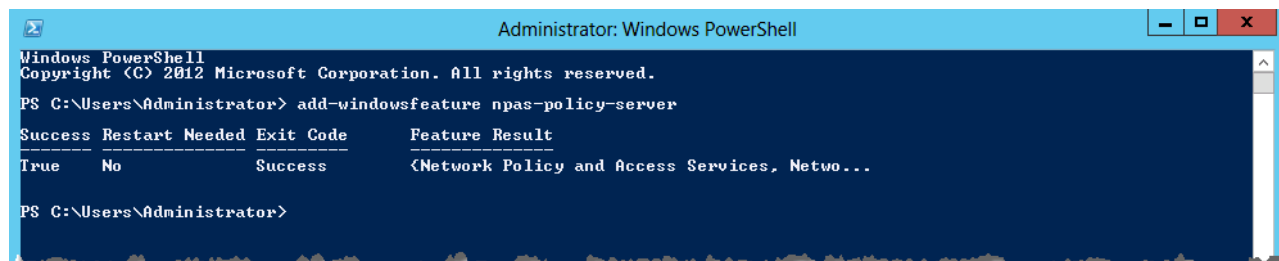 Administrator: Windows PowerShell
Windows PowerShell
Copyright (C) 2012 Microsoft Corporation. All rights reserved.
PS C:\Users\Administrator> add-windowsfeature npas-policy-server
Success Restart Needed Exit Code      Feature Result
------- -------------- ---------      --------------
True    No             Success        {Network Policy and Access Services, Netwo...
PS C:\Users\Administrator>